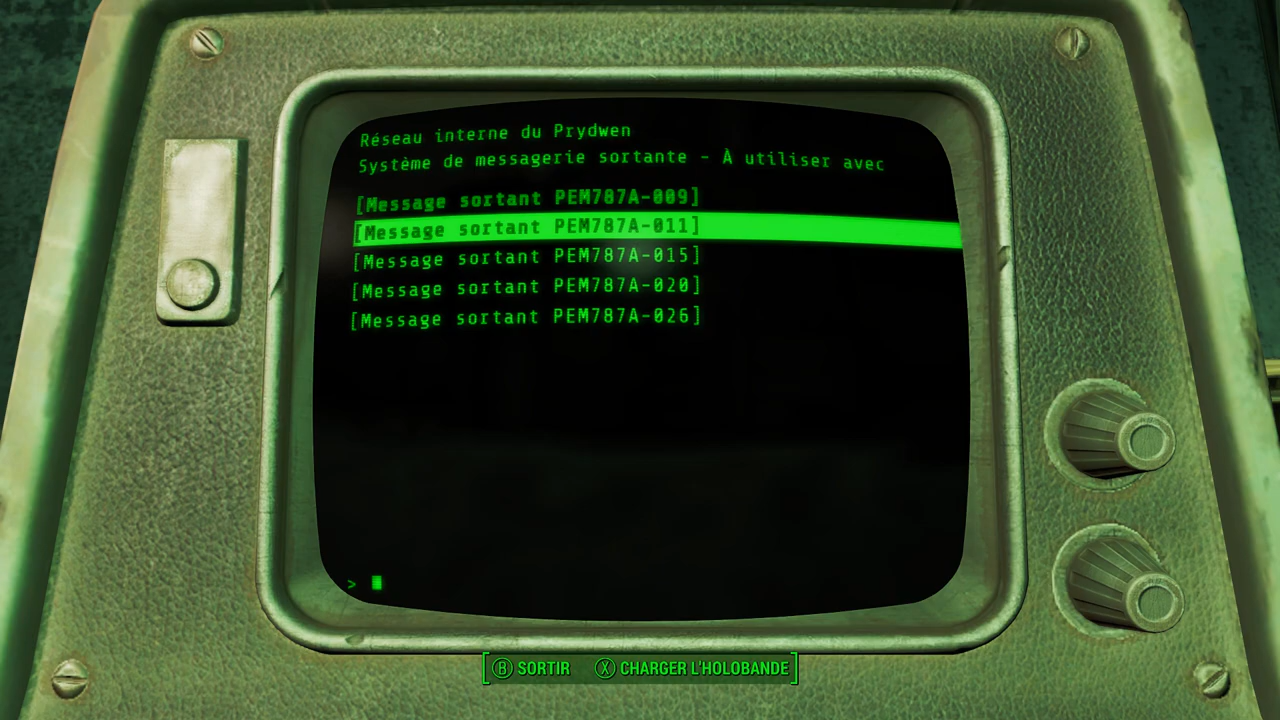 Réseau interne du Prydwen
Système de messagerie sortante - À utiliser avec
[Message sortant PEM787A-009]
[Message sortant PEM787A-011]
[Message sortant PEM787A-015]
[Message sortant PEM787A-020]
[Message sortant PEM787A-026]
>
Ⓑ SORTIR Ⓧ CHARGER L'HOLOBANDE